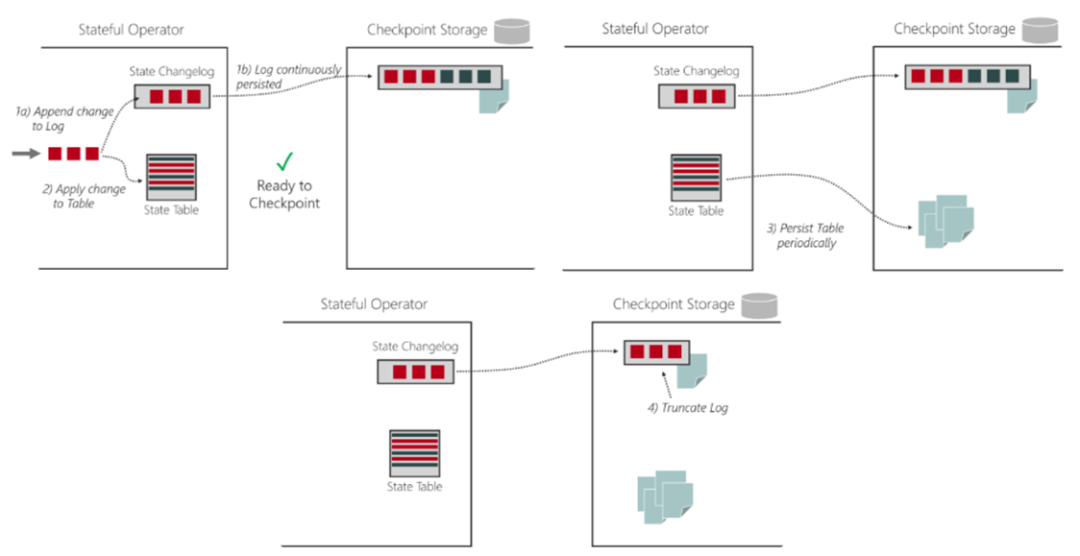 Stateful Operator
Checkpoint Storage
State Changelog
1b) Log continuously
persisted
1a) Append change
to Log
2) Apply change
to Table
State Table
Ready to
Checkpoint
Stateful Operator
Checkpoint Storage
State Changelog
State Table
3) Persist Table
periodically
Stateful Operator
Checkpoint Storage
State Changelog
4) Truncate Log
State Table